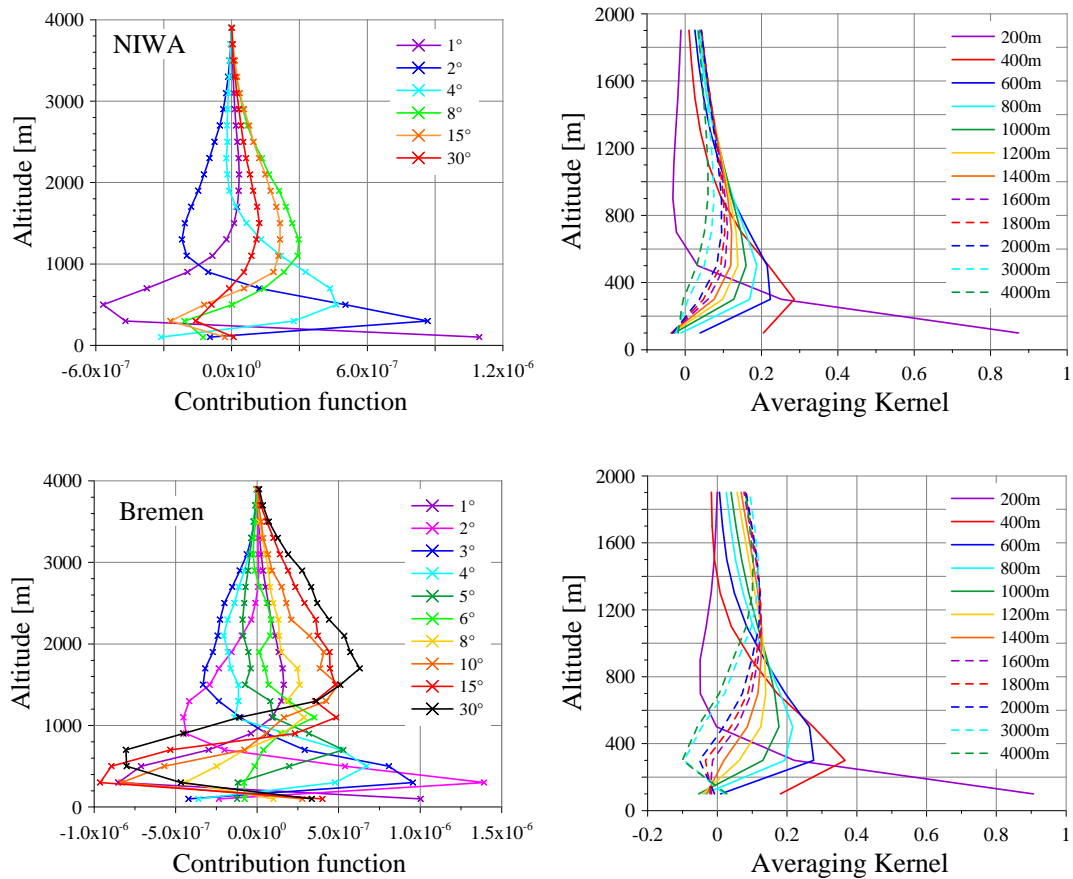 NIWA
Altitude [m]
4000
3000
2000
1000
0
-6.0x10⁻⁷
0.0x10⁰
6.0x10⁻⁷
1.2x10⁻⁶
Contribution function
1°
2°
4°
8°
15°
30°
Altitude [m]
2000
1600
1200
800
400
0
0
0.2
0.4
0.6
0.8
1
Averaging Kernel
200m
400m
600m
800m
1000m
1200m
1400m
1600m
1800m
2000m
3000m
4000m
Bremen
Altitude [m]
4000
3000
2000
1000
0
-1.0x10⁻⁶
-5.0x10⁻⁷
0.0x10⁰
5.0x10⁻⁷
1.0x10⁻⁶
1.5x10⁻⁶
Contribution function
1°
2°
3°
4°
5°
6°
8°
10°
15°
30°
Altitude [m]
2000
1600
1200
800
400
0
-0.2
0
0.2
0.4
0.6
0.8
1
Averaging Kernel
200m
400m
600m
800m
1000m
1200m
1400m
1600m
1800m
2000m
3000m
4000m